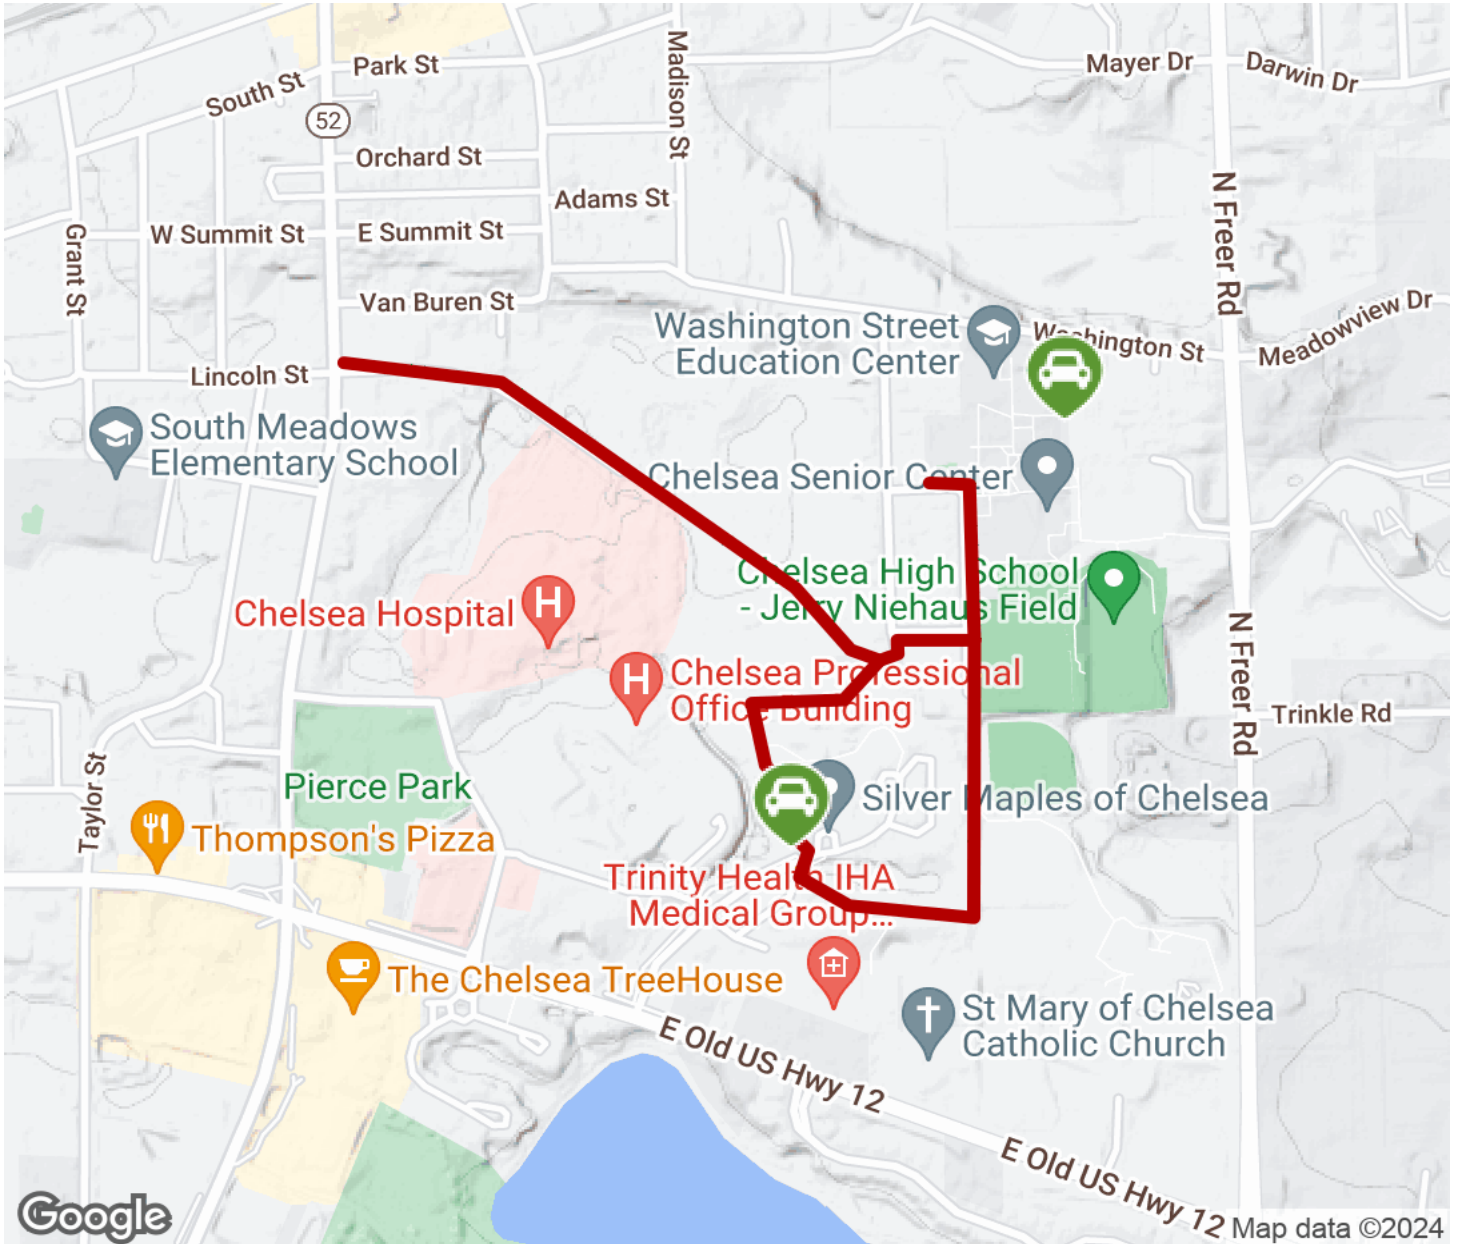 Park St
Madison St
Mayer Dr
Darwin Dr
South St
52
Orchard St
Adams St
N Freer Rd
Grant St
W Summit St
E Summit St
Van Buren St
Meadowview Dr
Washington Street
Education Center
Washington St
Lincoln St
South Meadows
Elementary School
Chelsea Senior Center
Chelsea High School
- Jerry Niehaus Field
Chelsea Hospital
H
N Freer Rd
H
Chelsea Professional
Office Building
Trinkle Rd
Taylor St
Pierce Park
Silver Maples of Chelsea
Thompson's Pizza
Trinity Health IHA
Medical Group...
The Chelsea TreeHouse
St Mary of Chelsea
Catholic Church
E Old US Hwy 12
E Old US Hwy 12
Google
Map data ©2024